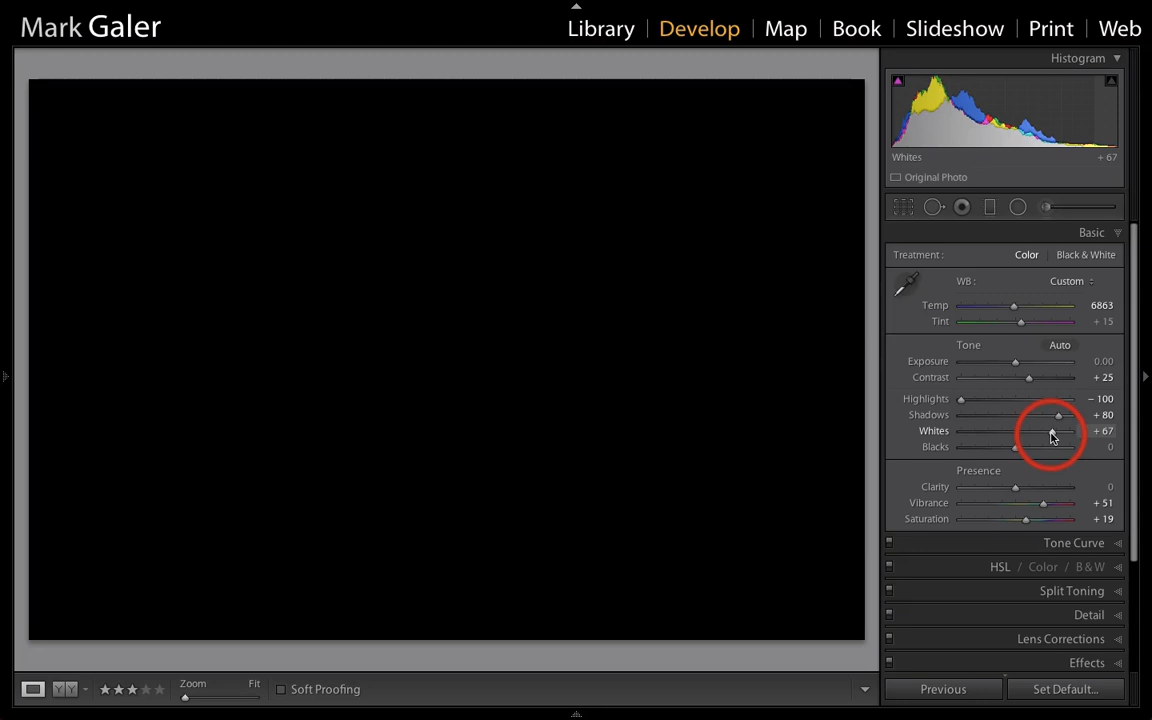 Mark Galer
Library | Develop | Map | Book | Slideshow | Print | Web
Histogram
Whites + 67
Original Photo
Basic
Treatment : Color Black & White
WB : Custom
Temp 6863
Tint + 15
Tone Auto
Exposure 0.00
Contrast + 25
Highlights − 100
Shadows + 80
Whites + 67
Blacks 0
Presence
Clarity 0
Vibrance + 51
Saturation + 19
Tone Curve
HSL / Color / B & W
Split Toning
Detail
Lens Corrections
Effects
YY Zoom Fit Soft Proofing
Previous Set Default...